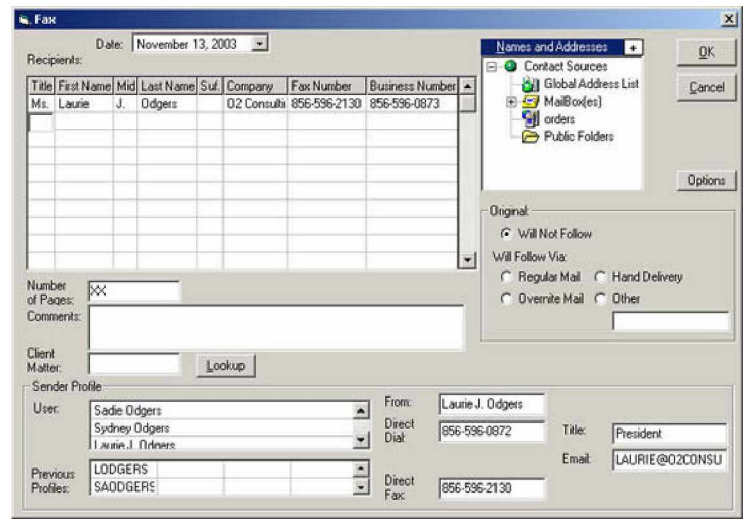 Fax
Date: November 13, 2003
Recipients:
Title First Name Mid Last Name Suf. Company Fax Number Business Number
Ms. Laurie J. Odgers O2 Consulti 856-596-2130 856-596-0873
Names and Addresses +
Contact Sources
Global Address List
MailBox(es)
orders
Public Folders
OK
Cancel
Options
Original:
Will Not Follow
Will Follow Via:
Regular Mail Hand Delivery
Overnite Mail Other
Number
of Pages: XX
Comments:
Client
Matter: Lookup
Sender Profile
User: Sadie Odgers
Sydney Odgers
Laurie J. Odgers
Previous
Profiles: LODGERS
SAODGERS
From: Laurie J. Odgers
Direct
Dial: 856-596-0872
Direct
Fax: 856-596-2130
Title: President
Email: LAURIE@O2CONSU